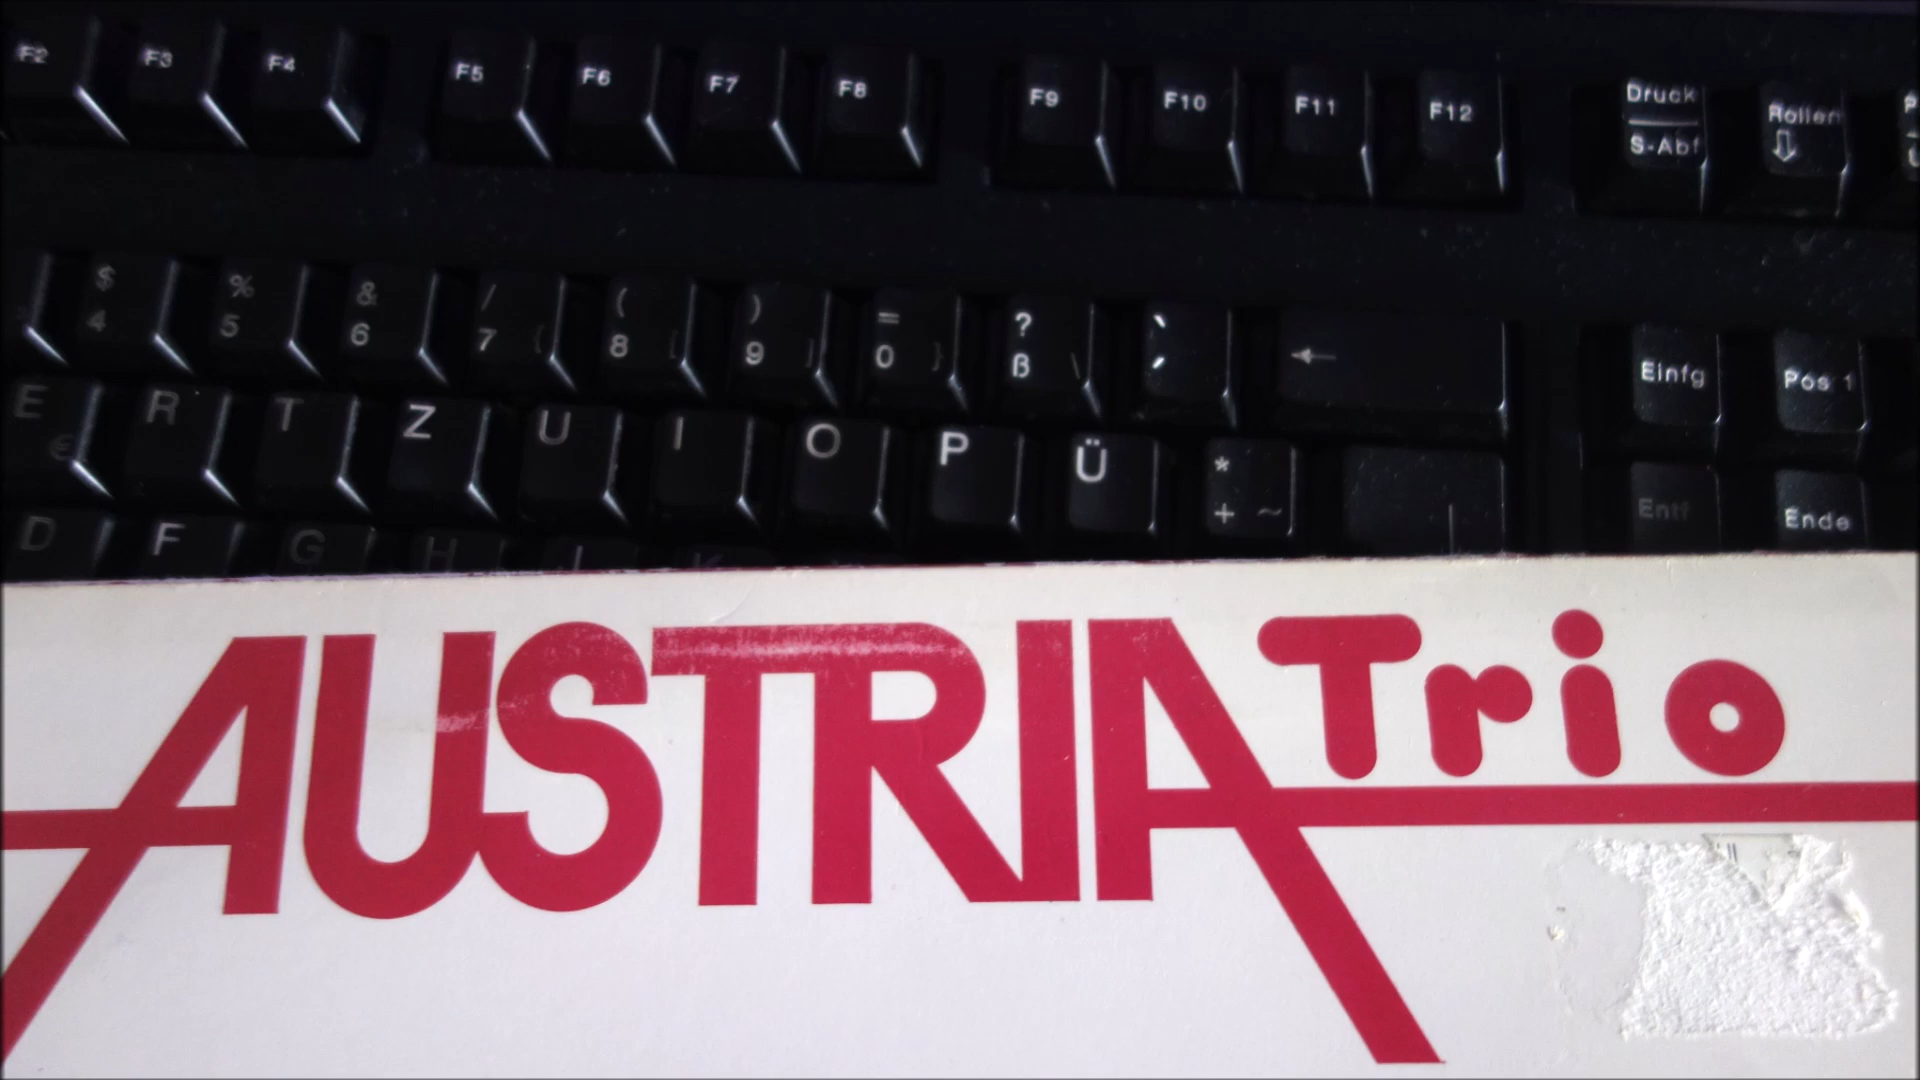 F2 F3 F4 F5 F6 F7 F8 F9 F10 F11 F12 Druck Rollen
S-Abf
$ % & / ( ) = ? `
4 5 6 7 { 8 [ 9 ] 0 } ß \ ´ ← Einfg Pos 1
E € R T Z U I O P Ü * + ~ Entf Ende
D F G H J K
AUSTRIA Trio